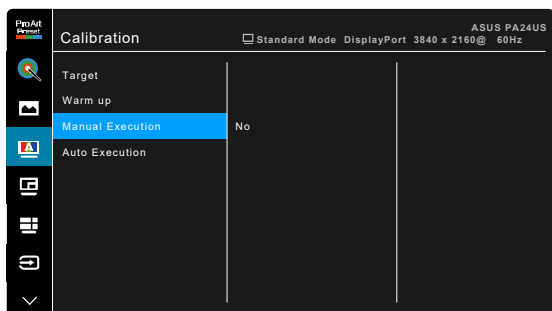 ProArt
Preset
Calibration
ASUS PA24US
Standard Mode DisplayPort 3840 x 2160@ 60Hz
Target
Warm up
Manual Execution No
Auto Execution
A